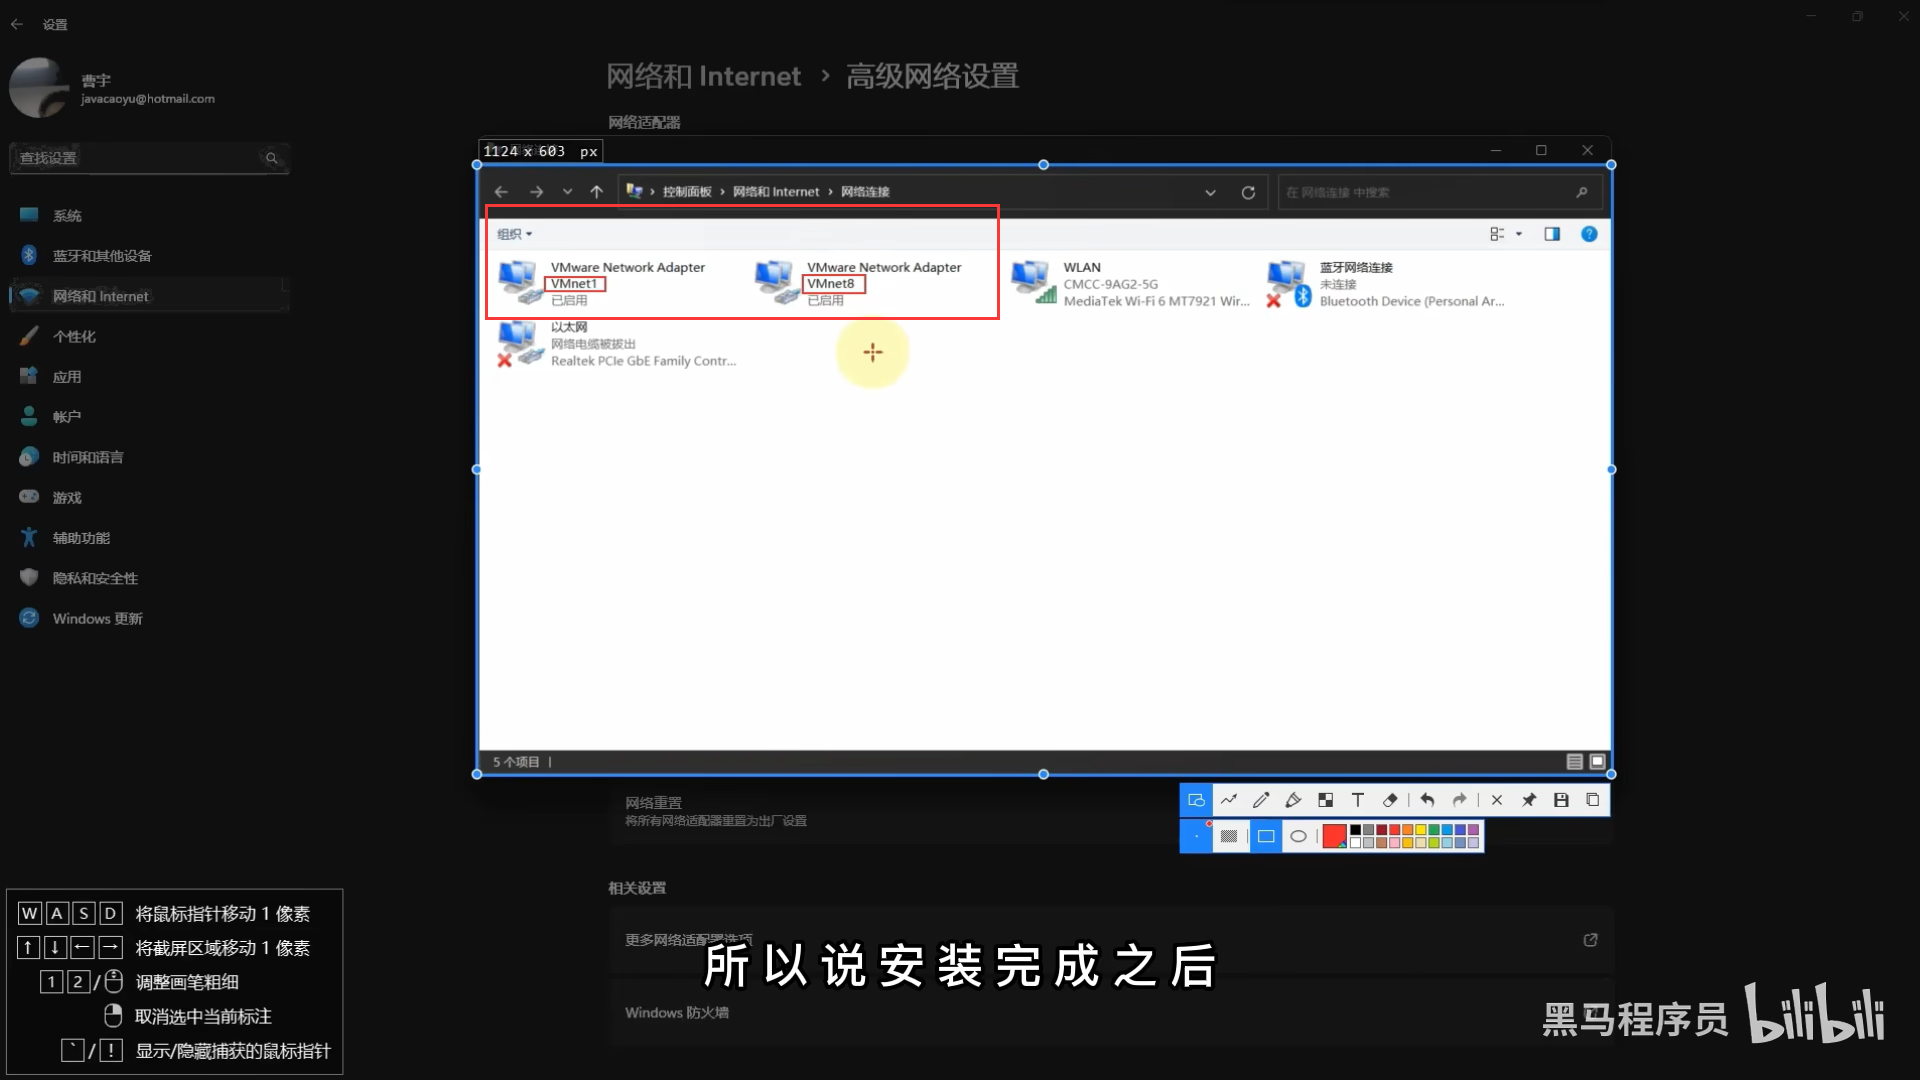 设置
曹宇
javacaoyu@hotmail.com
查找设置
系统
蓝牙和其他设备
网络和 Internet
个性化
应用
帐户
时间和语言
游戏
辅助功能
隐私和安全性
Windows 更新
网络和 Internet › 高级网络设置
网络适配器
1124 x 603 px
控制面板 › 网络和 Internet › 网络连接
在 网络连接 中搜索
组织
VMware Network Adapter
VMnet1
已启用
VMware Network Adapter
VMnet8
已启用
WLAN
CMCC-9AG2-5G
MediaTek Wi-Fi 6 MT7921 Wir...
蓝牙网络连接
未连接
Bluetooth Device (Personal Ar...
以太网
网络电缆被拔出
Realtek PCIe GbE Family Contr...
5 个项目
网络重置
将所有网络适配器重置为出厂设置
相关设置
更多网络适配器选项
Windows 防火墙
W A S D 将鼠标指针移动 1 像素
↑ ↓ ← → 将截屏区域移动 1 像素
1 2 / 调整画笔粗细
取消选中当前标注
` / ! 显示/隐藏捕获的鼠标指针
所以说安装完成之后
黑马程序员 bilibili